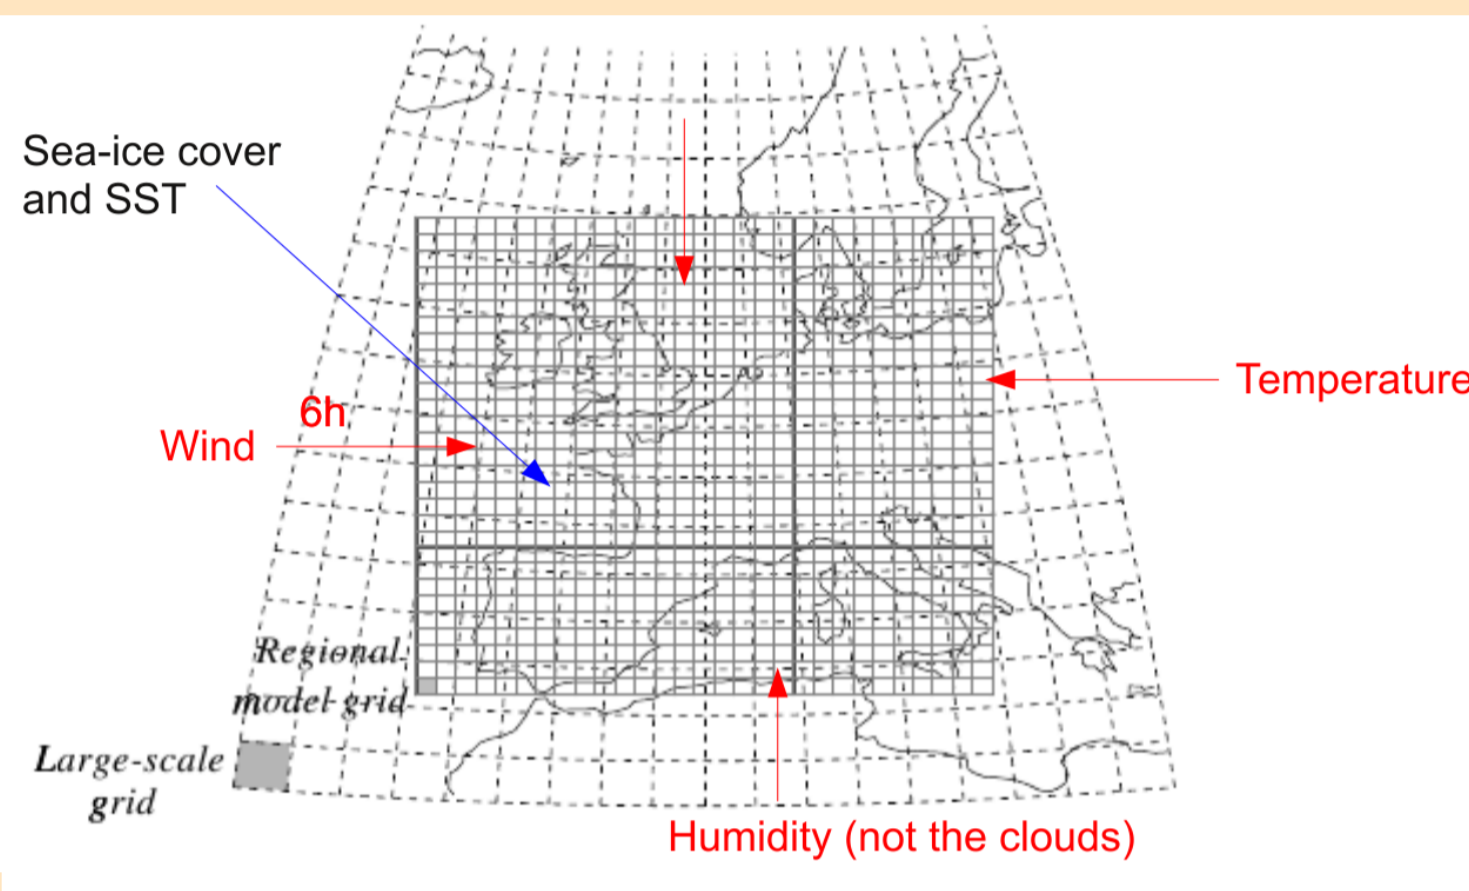 Sea-ice cover
and SST
6h
Wind
Temperature
Regional
model grid
Large-scale
grid
Humidity (not the clouds)